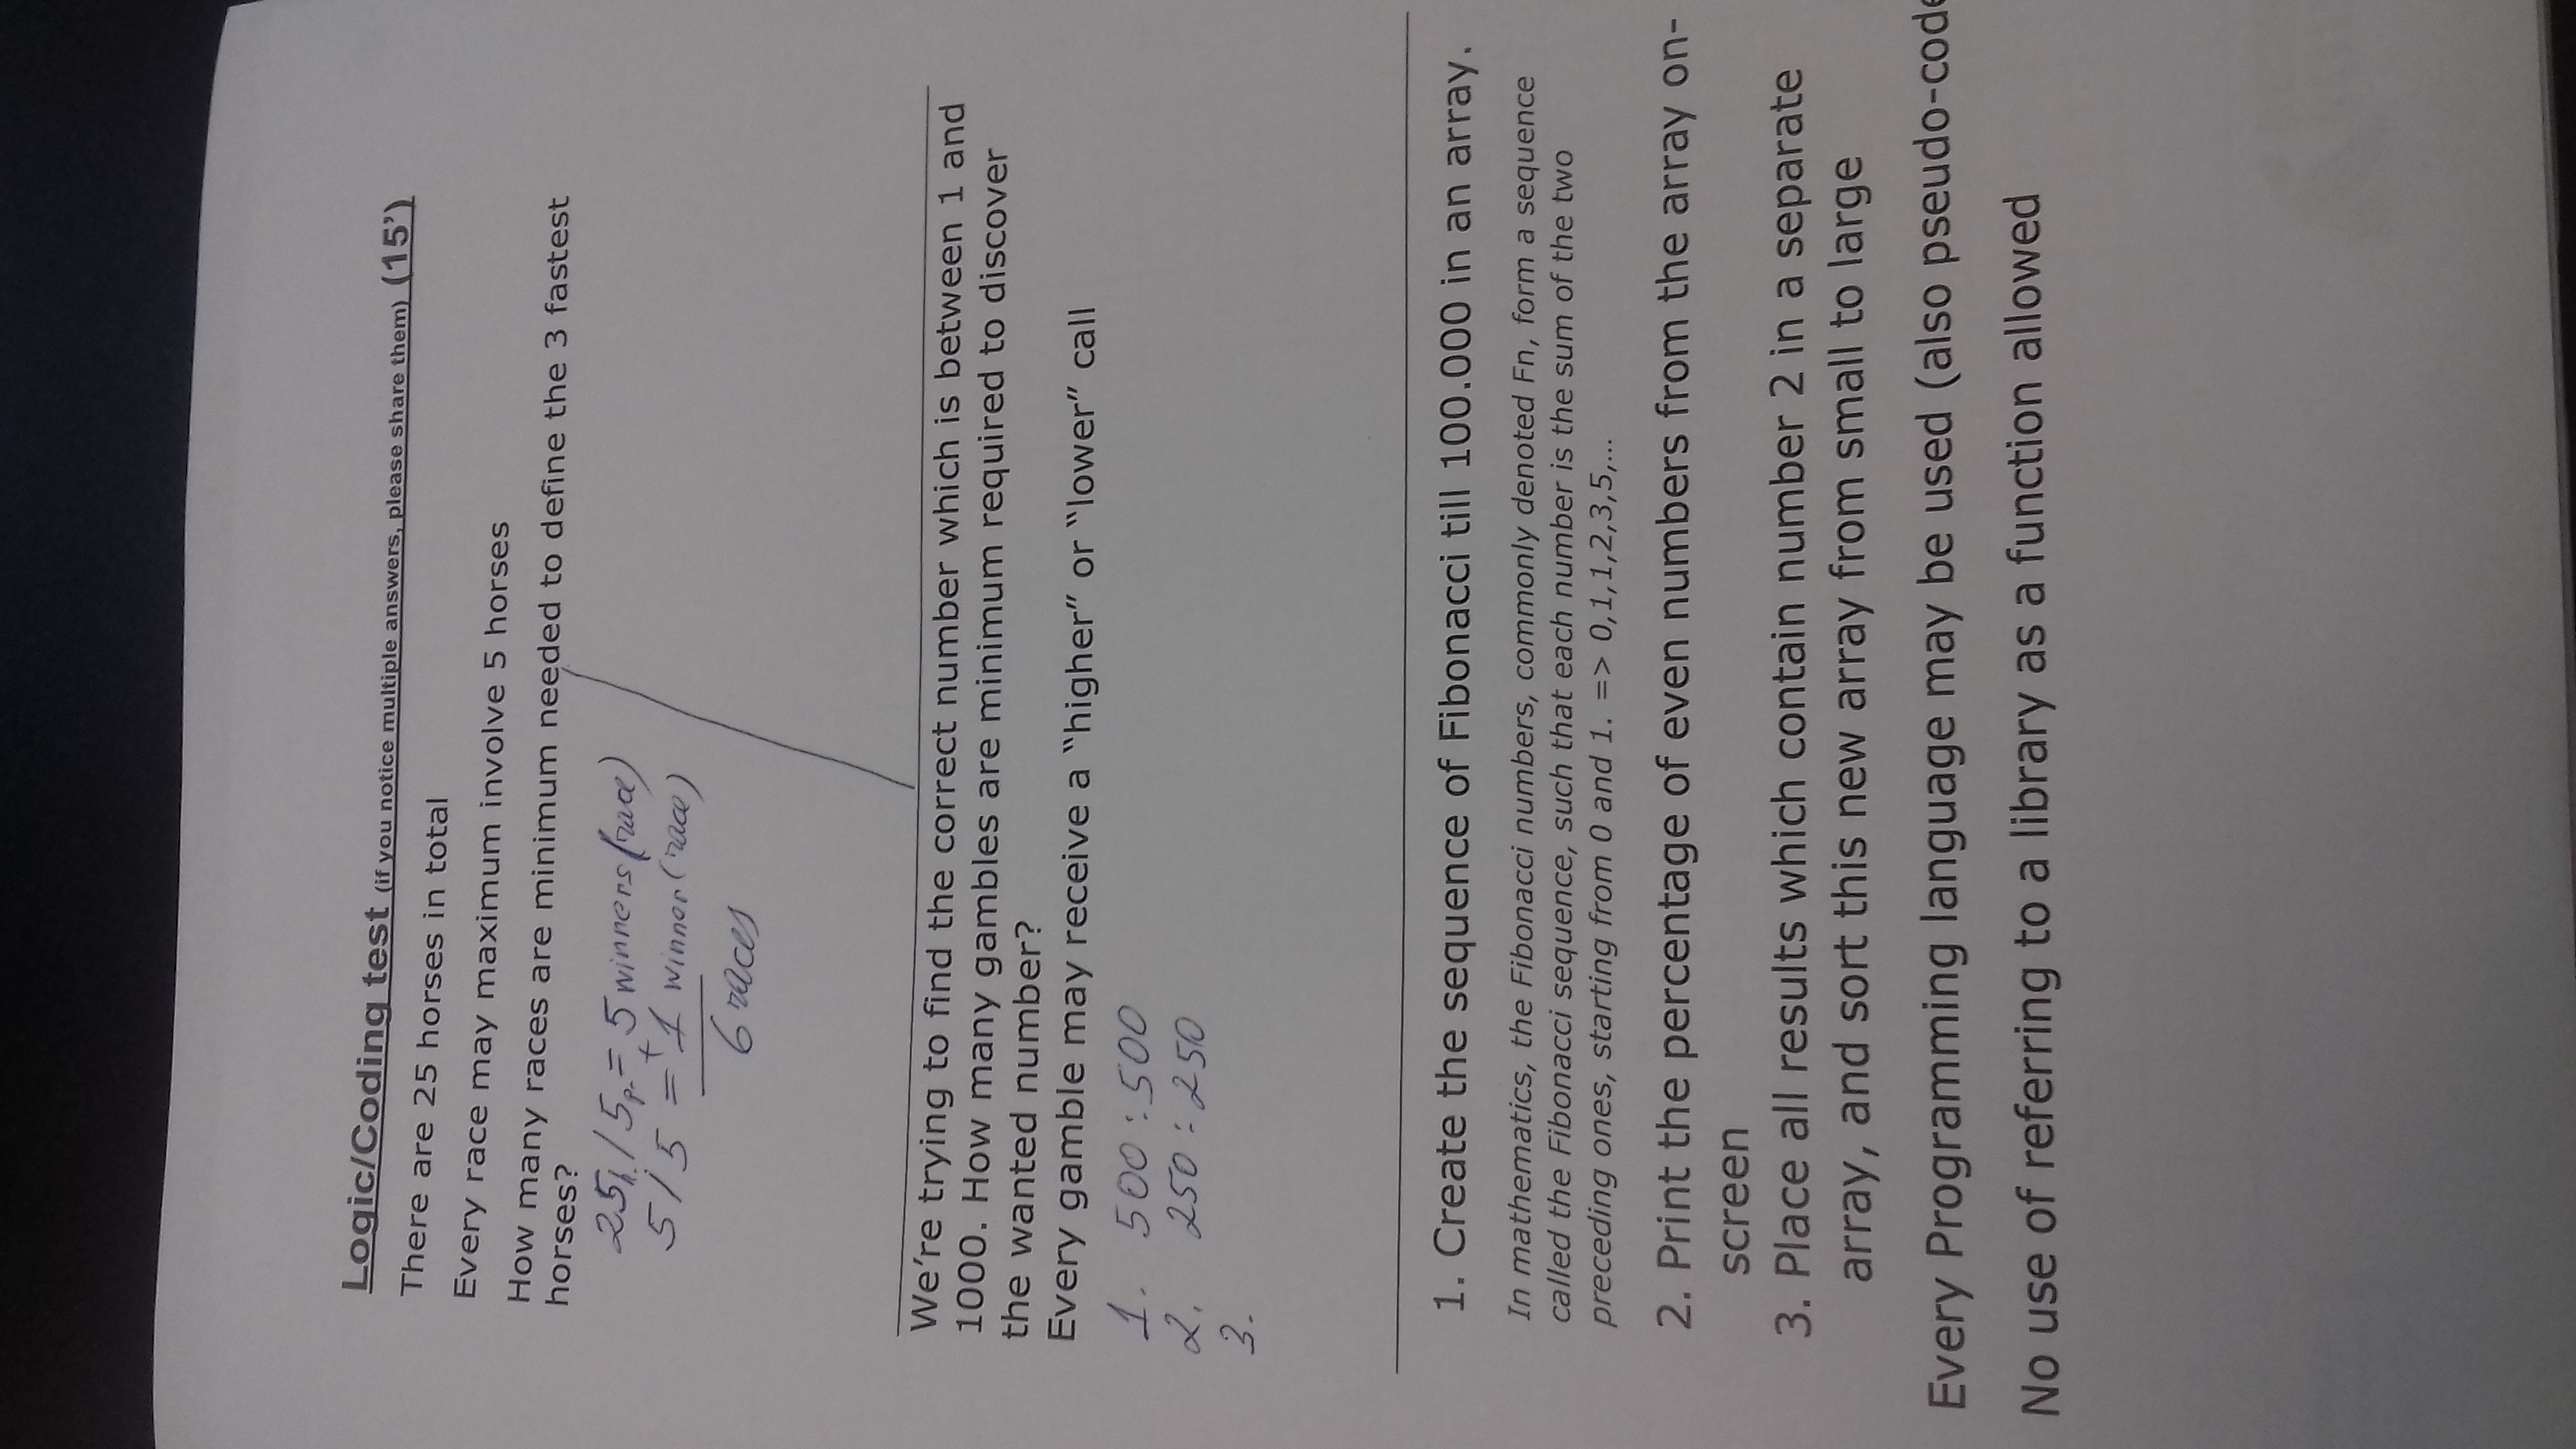 Logic/Coding test (if you notice multiple answers, please share them) (15')
There are 25 horses in total
Every race may maximum involve 5 horses
How many races are minimum needed to define the 3 fastest
horses?
25h. / 5p. = 5 winners (race)
5 / 5 = + 1 winner (race)
6 races
We're trying to find the correct number which is between 1 and
1000. How many gambles are minimum required to discover
the wanted number?
Every gamble may receive a "higher" or "lower" call
1. 500 : 500
2. 250 : 250
3.
1. Create the sequence of Fibonacci till 100.000 in an array.
In mathematics, the Fibonacci numbers, commonly denoted Fn, form a sequence
called the Fibonacci sequence, such that each number is the sum of the two
preceding ones, starting from 0 and 1. => 0,1,1,2,3,5,...
2. Print the percentage of even numbers from the array on-
screen
3. Place all results which contain number 2 in a separate
array, and sort this new array from small to large
Every Programming language may be used (also pseudo-code
No use of referring to a library as a function allowed